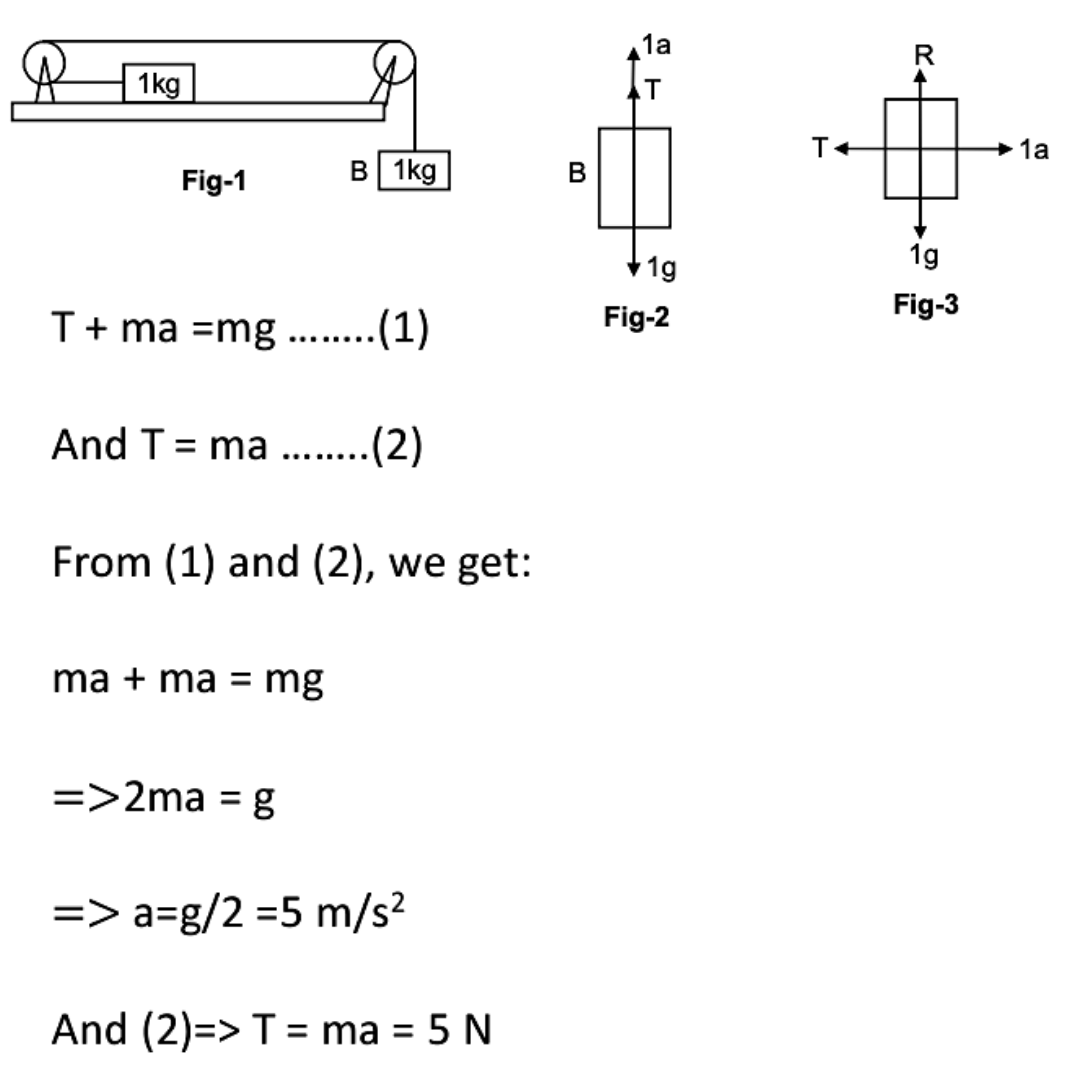 1kg
B 1kg
Fig-1
1a
T
B
1g
Fig-2
R
T 1a
1g
Fig-3
T + ma =mg ........(1)
And T = ma ........(2)
From (1) and (2), we get:
ma + ma = mg
=>2ma = g
=> a=g/2 =5 m/s²
And (2)=> T = ma = 5 N